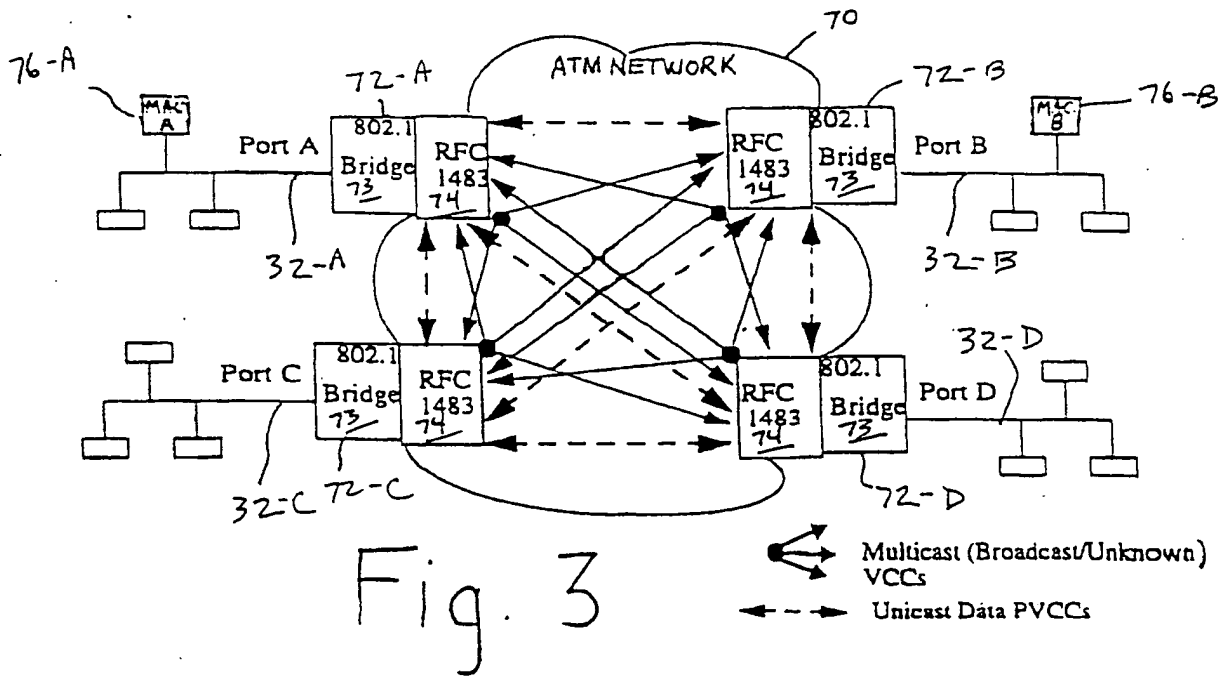 70
ATM NETWORK
76-A
72-A
72-B
76-B
MAC
A
802.1
Port A
Bridge
73
RFC
1483
74
RFC
1483
74
802.1
Bridge
73
Port B
MAC
B
32-A
32-B
802.1
Port C
Bridge
73
RFC
1483
74
RFC
1483
74
802.1
Bridge
73
Port D
32-D
32-C
72-C
72-D
Fig. 3
Multicast (Broadcast/Unknown)
VCCs
Unicast Data PVCCs